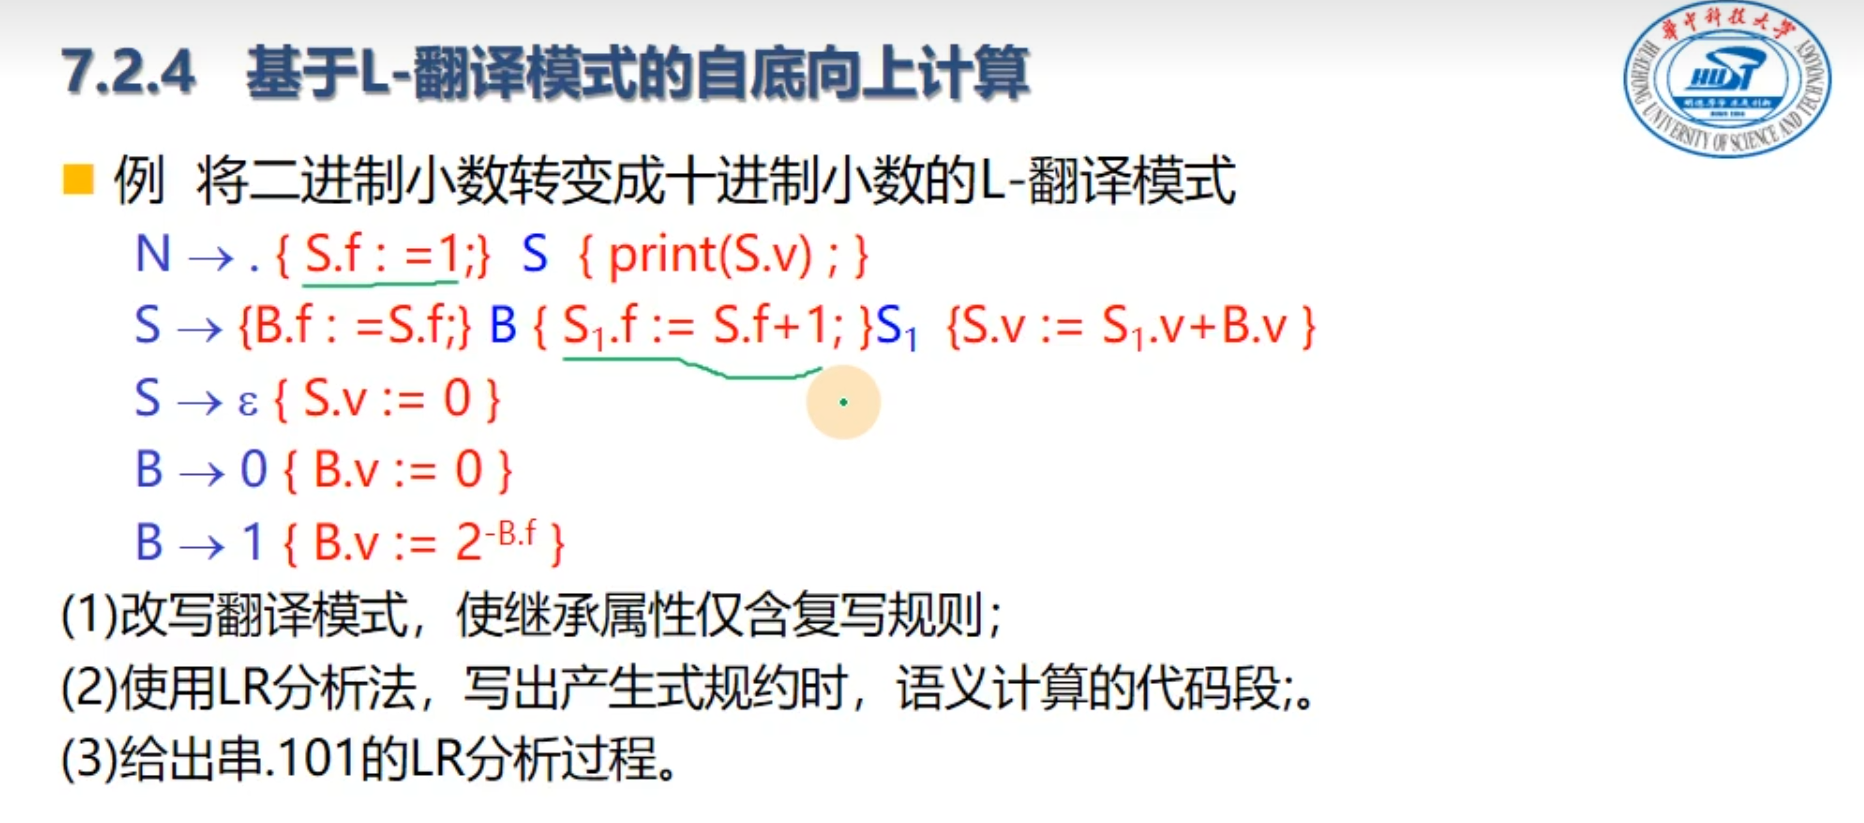 7.2.4 基于L-翻译模式的自底向上计算
华中科技大学
HUAZHONG UNIVERSITY OF SCIENCE AND TECHNOLOGY
HUST
例 将二进制小数转变成十进制小数的L-翻译模式
N → . { S.f : =1;} S { print(S.v) ; }
S → {B.f : =S.f;} B { S₁.f := S.f+1; }S₁ {S.v := S₁.v+B.v }
S → ε { S.v := 0 }
B → 0 { B.v := 0 }
B → 1 { B.v := 2⁻ᴮ·ᶠ }
(1)改写翻译模式，使继承属性仅含复写规则；
(2)使用LR分析法，写出产生式规约时，语义计算的代码段;。
(3)给出串.101的LR分析过程。